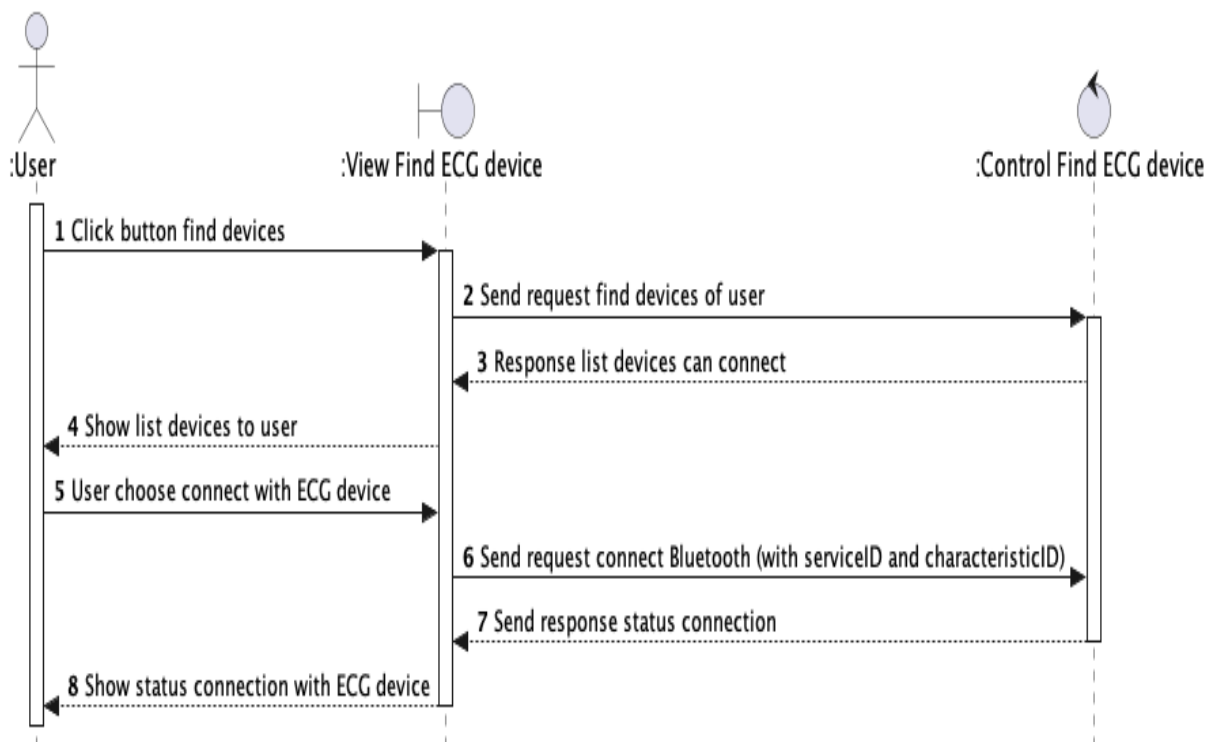 :User
:View Find ECG device
:Control Find ECG device
1 Click button find devices
2 Send request find devices of user
3 Response list devices can connect
4 Show list devices to user
5 User choose connect with ECG device
6 Send request connect Bluetooth (with serviceID and characteristicID)
7 Send response status connection
8 Show status connection with ECG device